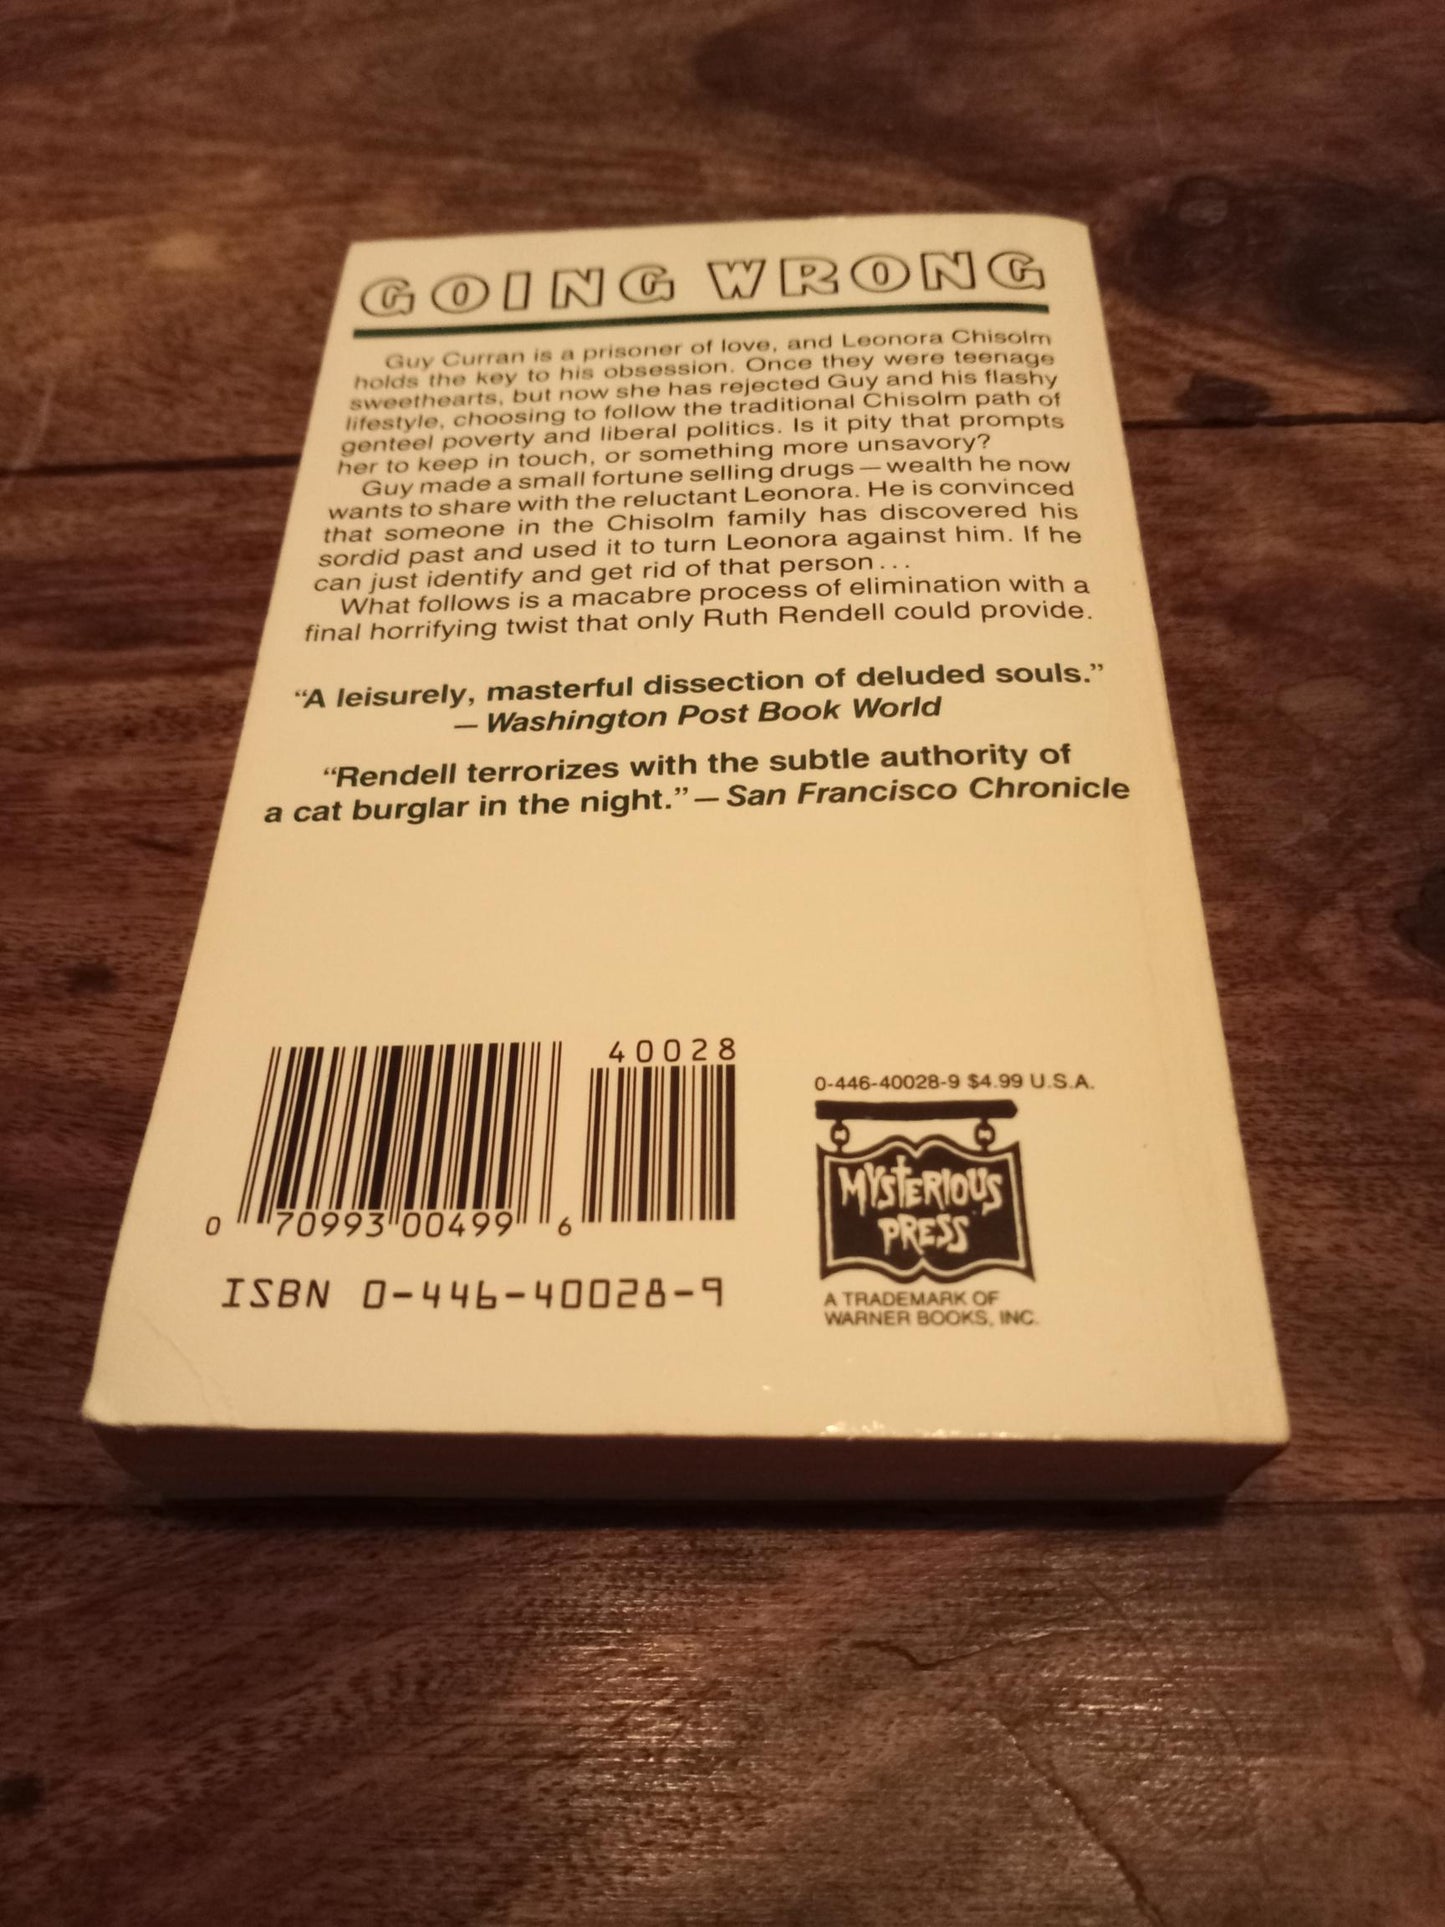 GOING WRONG
Guy Curran is a prisoner of love, and Leonora Chisolm
holds the key to his obsession. Once they were teenage
sweethearts, but now she has rejected Guy and his flashy
lifestyle, choosing to follow the traditional Chisolm path of
genteel poverty and liberal politics. Is it pity that prompts
her to keep in touch, or something more unsavory?
Guy made a small fortune selling drugs — wealth he now
wants to share with the reluctant Leonora. He is convinced
that someone in the Chisolm family has discovered his
sordid past and used it to turn Leonora against him. If he
can just identify and get rid of that person . . .
What follows is a macabre process of elimination with a
final horrifying twist that only Ruth Rendell could provide.
“A leisurely, masterful dissection of deluded souls.”
— Washington Post Book World
“Rendell terrorizes with the subtle authority of
a cat burglar in the night.” — San Francisco Chronicle
40028
0 70993 00499 6
ISBN 0-446-40028-9
0-446-40028-9 $4.99 U.S.A.
MYSTERIOUS
PRESS
A TRADEMARK OF
WARNER BOOKS, INC.